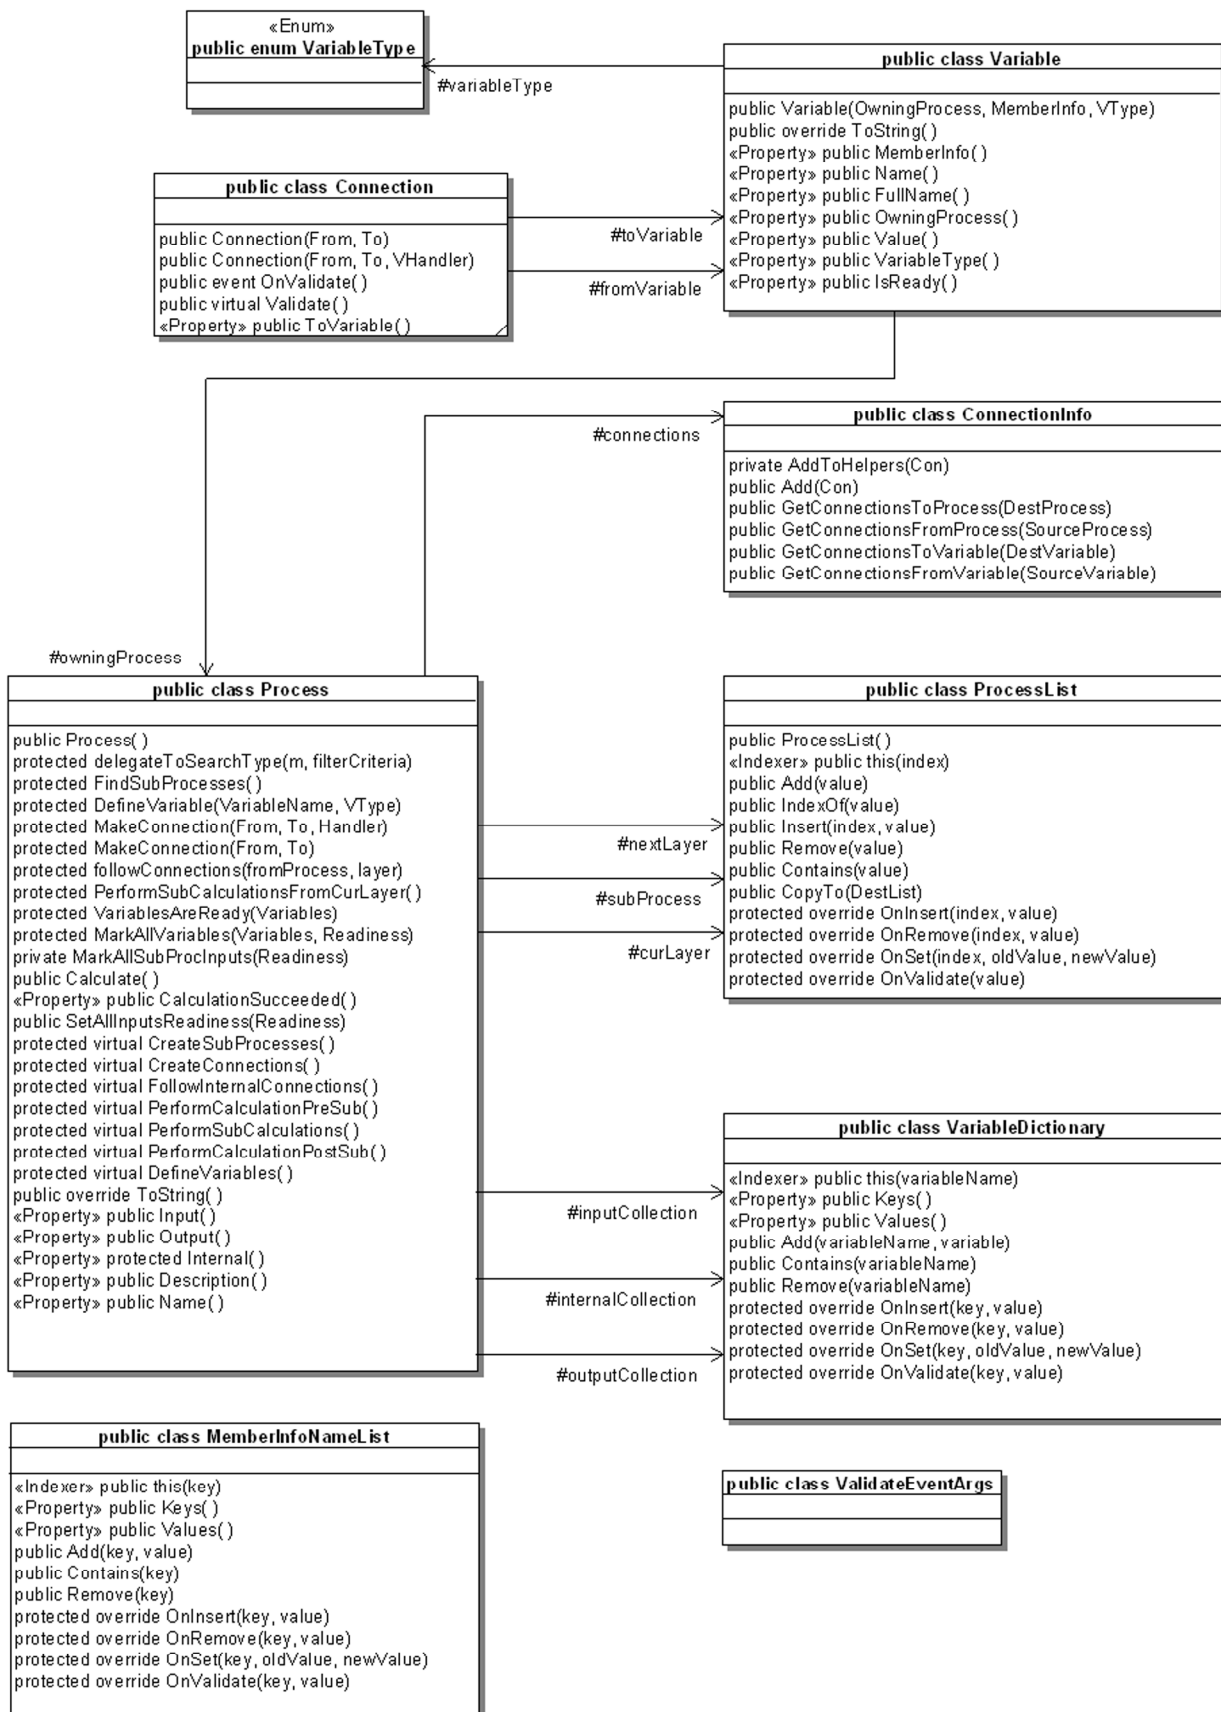 «Enum»
public enum VariableType
#variableType
public class Variable
public Variable(OwningProcess, MemberInfo, VType)
public override ToString()
«Property» public MemberInfo()
«Property» public Name()
«Property» public FullName()
«Property» public OwningProcess()
«Property» public Value()
«Property» public VariableType()
«Property» public IsReady()
public class Connection
public Connection(From, To)
public Connection(From, To, VHandler)
public event OnValidate()
public virtual Validate()
«Property» public ToVariable()
#toVariable
#fromVariable
#connections
public class ConnectionInfo
private AddToHelpers(Con)
public Add(Con)
public GetConnectionsToProcess(DestProcess)
public GetConnectionsFromProcess(SourceProcess)
public GetConnectionsToVariable(DestVariable)
public GetConnectionsFromVariable(SourceVariable)
#owningProcess
public class Process
public Process()
protected delegateToSearchType(m, filterCriteria)
protected FindSubProcesses()
protected DefineVariable(VariableName, VType)
protected MakeConnection(From, To, Handler)
protected MakeConnection(From, To)
protected followConnections(fromProcess, layer)
protected PerformSubCalculationsFromCurLayer()
protected VariablesAreReady(Variables)
protected MarkAllVariables(Variables, Readiness)
private MarkAllSubProcInputs(Readiness)
public Calculate()
«Property» public CalculationSucceeded()
public SetAllInputsReadiness(Readiness)
protected virtual CreateSubProcesses()
protected virtual CreateConnections()
protected virtual FollowInternalConnections()
protected virtual PerformCalculationPreSub()
protected virtual PerformSubCalculations()
protected virtual PerformCalculationPostSub()
protected virtual DefineVariables()
public override ToString()
«Property» public Input()
«Property» public Output()
«Property» protected Internal()
«Property» public Description()
«Property» public Name()
#nextLayer
#subProcess
#curLayer
public class ProcessList
public ProcessList()
«Indexer» public this(index)
public Add(value)
public IndexOf(value)
public Insert(index, value)
public Remove(value)
public Contains(value)
public CopyTo(DestList)
protected override OnInsert(index, value)
protected override OnRemove(index, value)
protected override OnSet(index, oldValue, newValue)
protected override OnValidate(value)
#inputCollection
#internalCollection
#outputCollection
public class VariableDictionary
«Indexer» public this(variableName)
«Property» public Keys()
«Property» public Values()
public Add(variableName, variable)
public Contains(variableName)
public Remove(variableName)
protected override OnInsert(key, value)
protected override OnRemove(key, value)
protected override OnSet(key, oldValue, newValue)
protected override OnValidate(key, value)
public class MemberInfoNameList
«Indexer» public this(key)
«Property» public Keys()
«Property» public Values()
public Add(key, value)
public Contains(key)
public Remove(key)
protected override OnInsert(key, value)
protected override OnRemove(key, value)
protected override OnSet(key, oldValue, newValue)
protected override OnValidate(key, value)
public class ValidateEventArgs